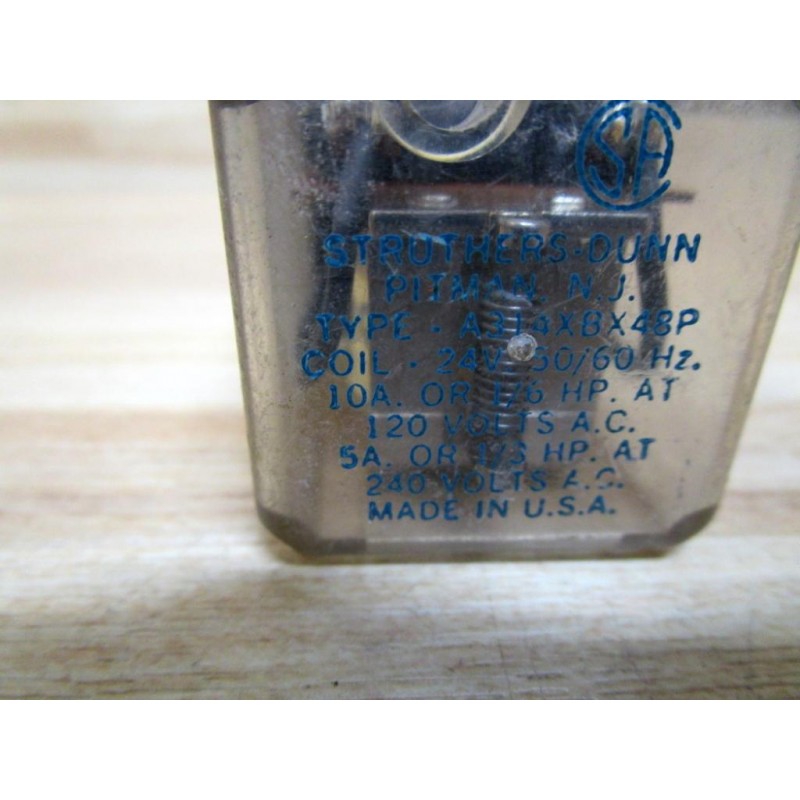 SA
STRUTHERS-DUNN
PITMAN, N.J.
TYPE - A314XBX48P
COIL - 24V 50/60 Hz.
10A. OR 1/6 HP. AT
120 VOLTS A.C.
5A. OR 1/3 HP. AT
240 VOLTS A.C.
MADE IN U.S.A.